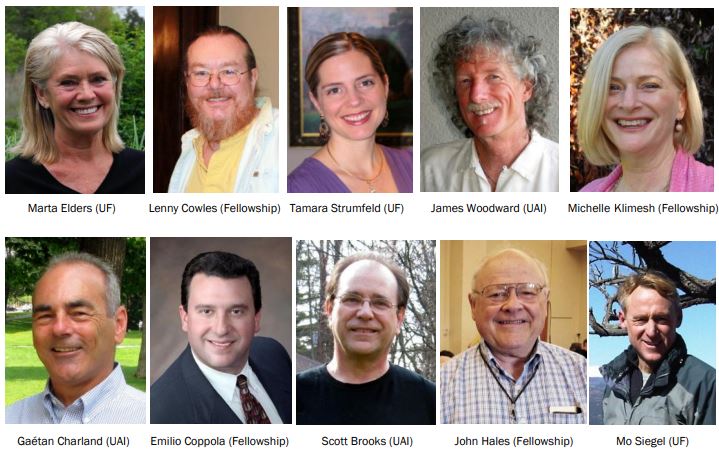 Marta Elders (UF)
Lenny Cowles (Fellowship)
Tamara Strumfeld (UF)
James Woodward (UAI)
Michelle Klimesh (Fellowship)
Gaétan Charland (UAI)
Emilio Coppola (Fellowship)
Scott Brooks (UAI)
John Hales (Fellowship)
Mo Siegel (UF)